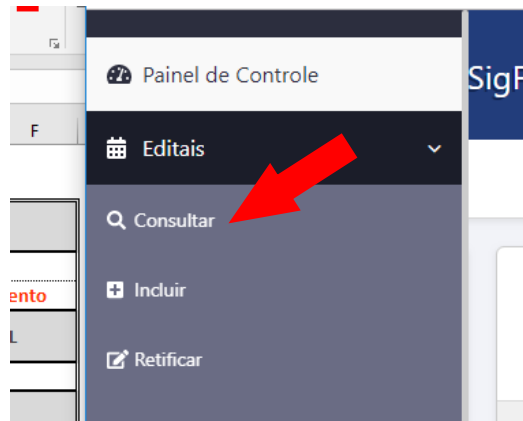 Painel de Controle
SigF
F
Editais
Consultar
ento
Incluir
L
Retificar